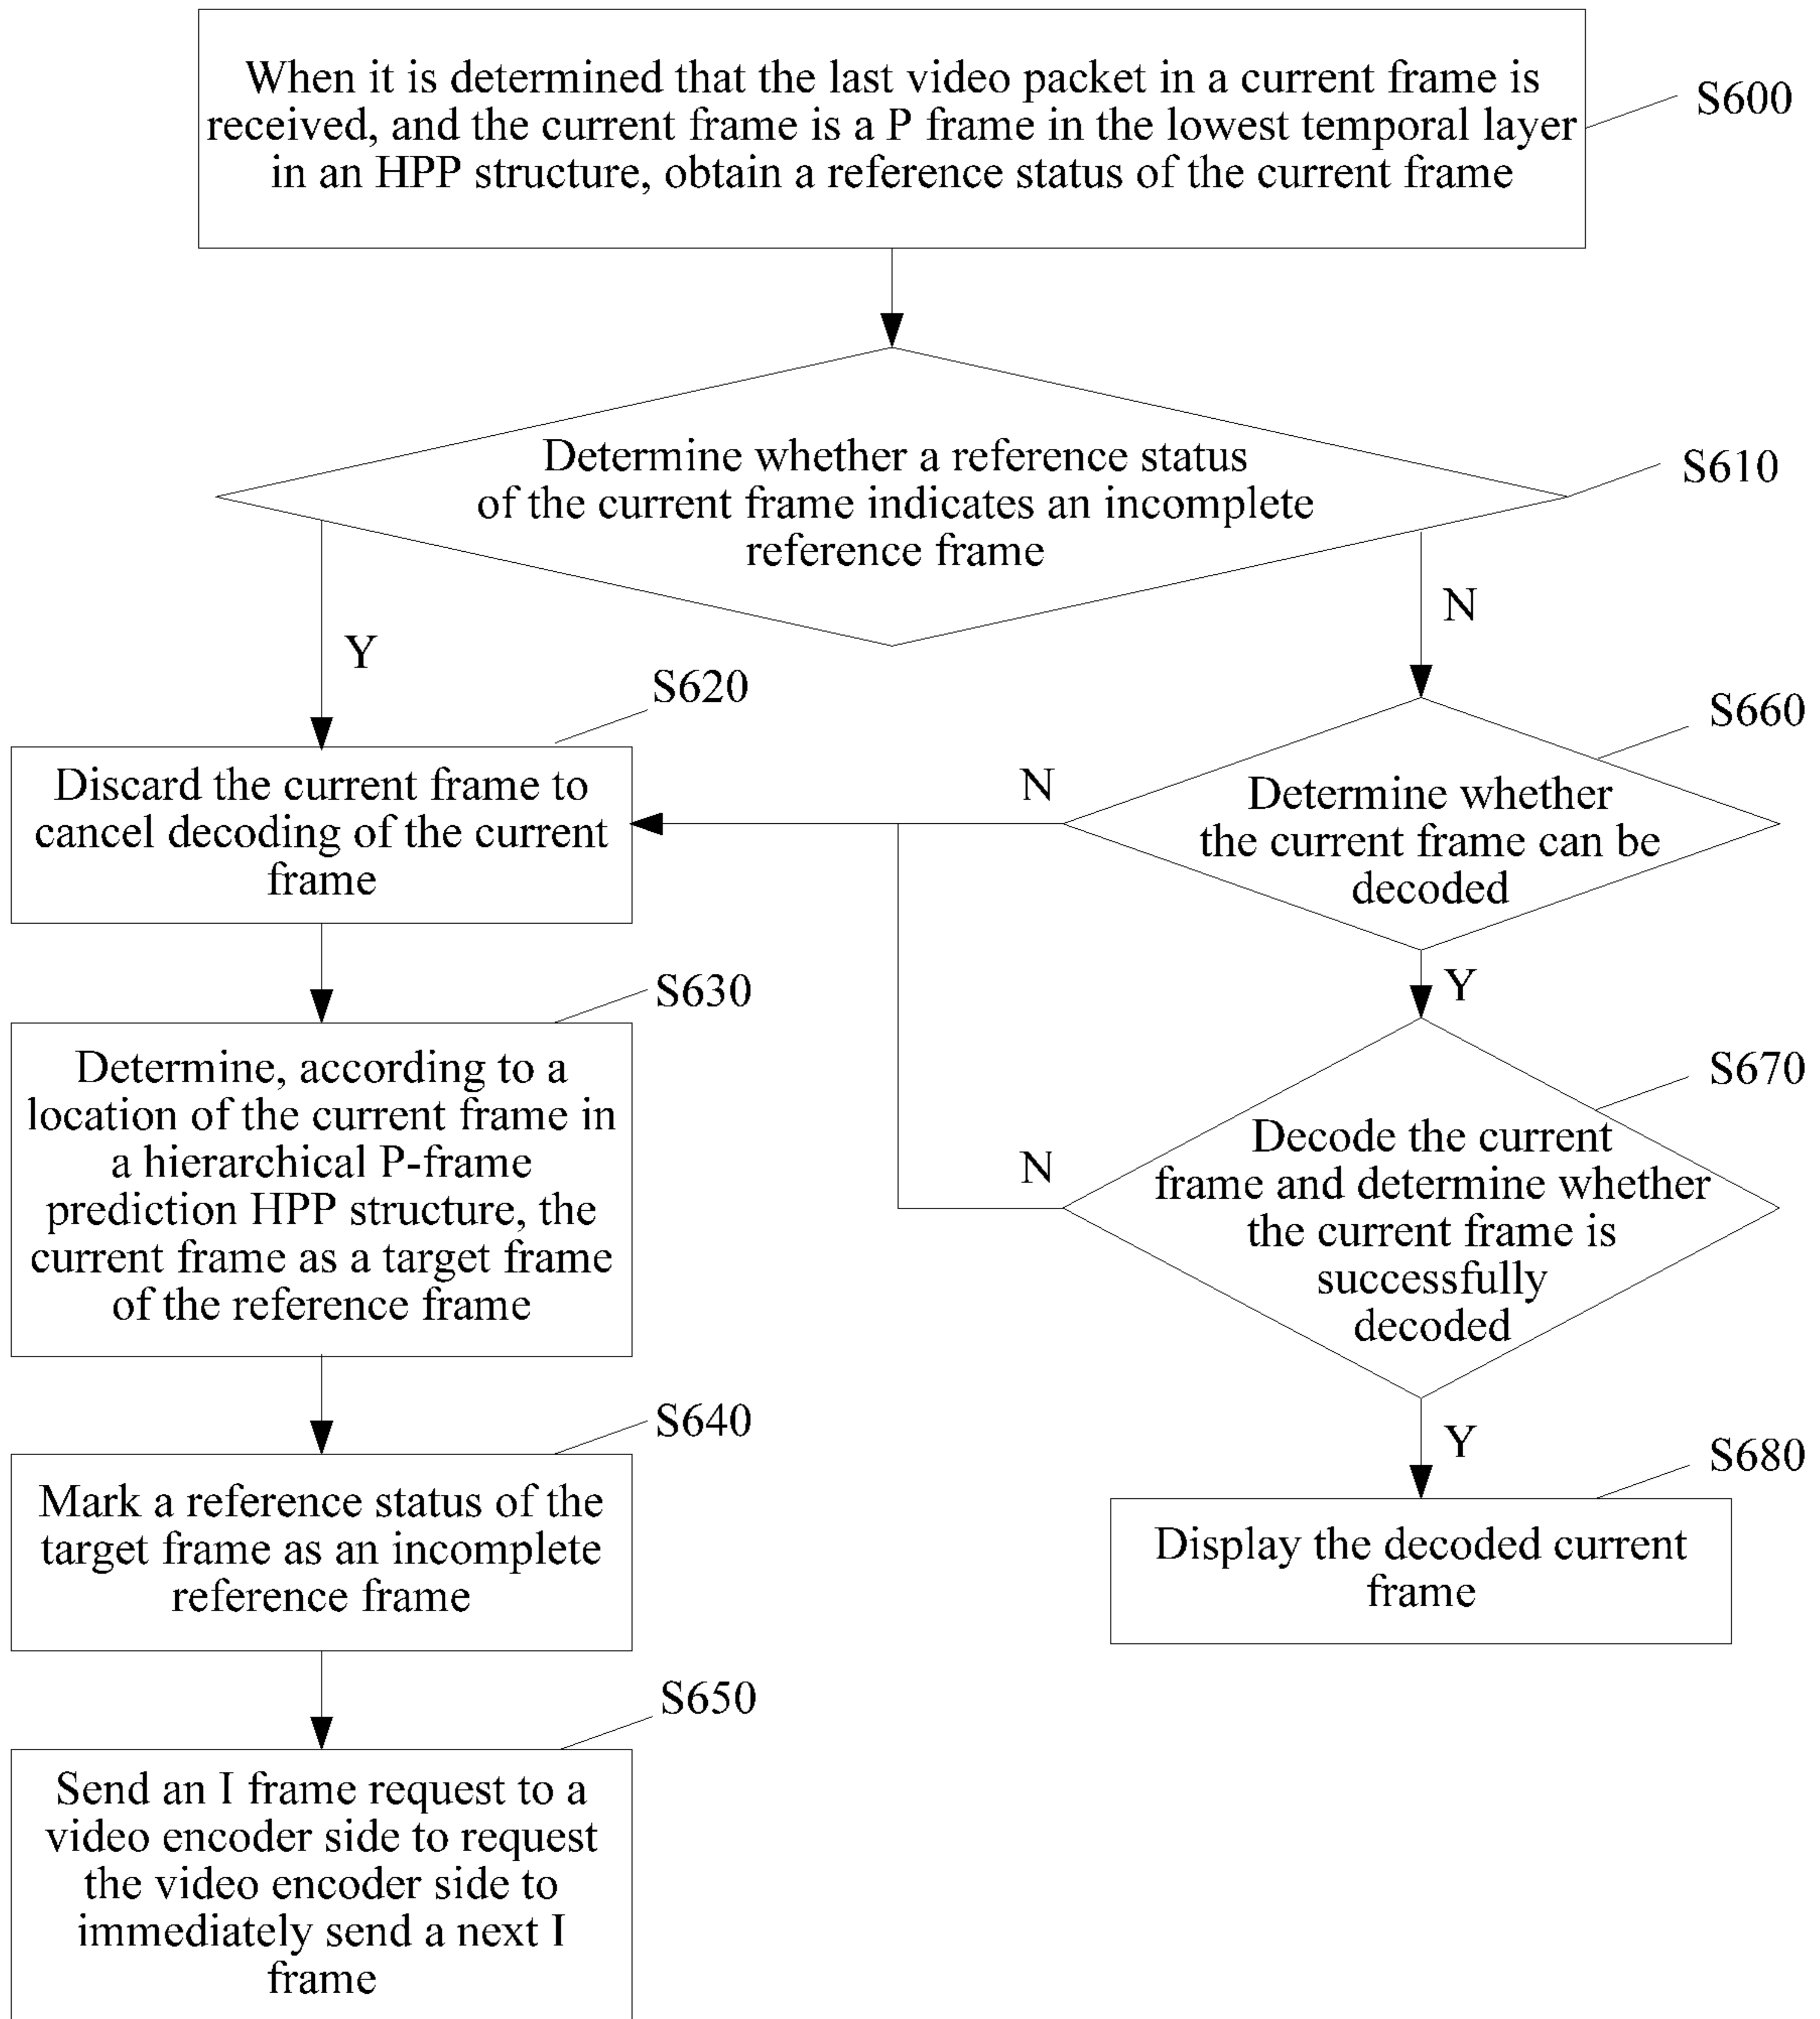 When it is determined that the last video packet in a current frame is
received, and the current frame is a P frame in the lowest temporal layer
in an HPP structure, obtain a reference status of the current frame
S600
Determine whether a reference status
of the current frame indicates an incomplete
reference frame
S610
Y
N
S620
Discard the current frame to
cancel decoding of the current
frame
S660
Determine whether
the current frame can be
decoded
N
Y
S630
Determine, according to a
location of the current frame in
a hierarchical P-frame
prediction HPP structure, the
current frame as a target frame
of the reference frame
S670
Decode the current
frame and determine whether
the current frame is
successfully
decoded
N
Y
S640
Mark a reference status of the
target frame as an incomplete
reference frame
S680
Display the decoded current
frame
S650
Send an I frame request to a
video encoder side to request
the video encoder side to
immediately send a next I
frame